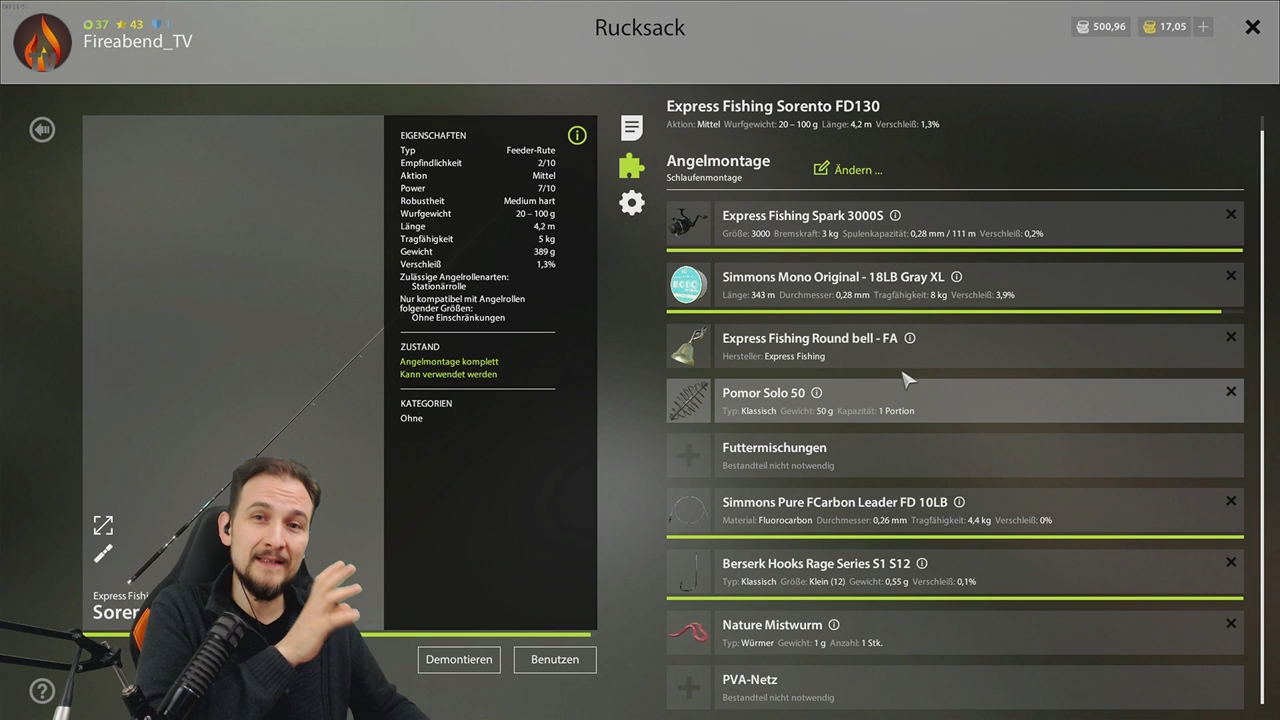 37 43
Fireabend_TV
Rucksack
500,96 17,05
EIGENSCHAFTEN
Typ Feeder-Rute
Empfindlichkeit 2/10
Aktion Mittel
Power 7/10
Robustheit Medium hart
Wurfgewicht 20 – 100 g
Länge 4,2 m
Tragfähigkeit 5 kg
Gewicht 389 g
Verschleiß 1,3%
Zulässige Angelrollenarten:
Stationärrolle
Nur kompatibel mit Angelrollen
folgender Größen:
Ohne Einschränkungen
ZUSTAND
Angelmontage komplett
Kann verwendet werden
KATEGORIEN
Ohne
Express Fishi
Sorer
Demontieren
Benutzen
Express Fishing Sorento FD130
Aktion: Mittel Wurfgewicht: 20 – 100 g Länge: 4,2 m Verschleiß: 1,3%
Angelmontage
Schlaufenmontage
Ändern ...
Express Fishing Spark 3000S
Größe: 3000 Bremskraft: 3 kg Spulenkapazität: 0,28 mm / 111 m Verschleiß: 0,2%
Simmons Mono Original - 18LB Gray XL
Länge: 343 m Durchmesser: 0,28 mm Tragfähigkeit: 8 kg Verschleiß: 3,9%
Express Fishing Round bell - FA
Hersteller: Express Fishing
Pomor Solo 50
Typ: Klassisch Gewicht: 50 g Kapazität: 1 Portion
Futtermischungen
Bestandteil nicht notwendig
Simmons Pure FCarbon Leader FD 10LB
Material: Fluorocarbon Durchmesser: 0,26 mm Tragfähigkeit: 4,4 kg Verschleiß: 0%
Berserk Hooks Rage Series S1 S12
Typ: Klassisch Größe: Klein (12) Gewicht: 0,55 g Verschleiß: 0,1%
Nature Mistwurm
Typ: Würmer Gewicht: 1 g Anzahl: 1 Stk.
PVA-Netz
Bestandteil nicht notwendig